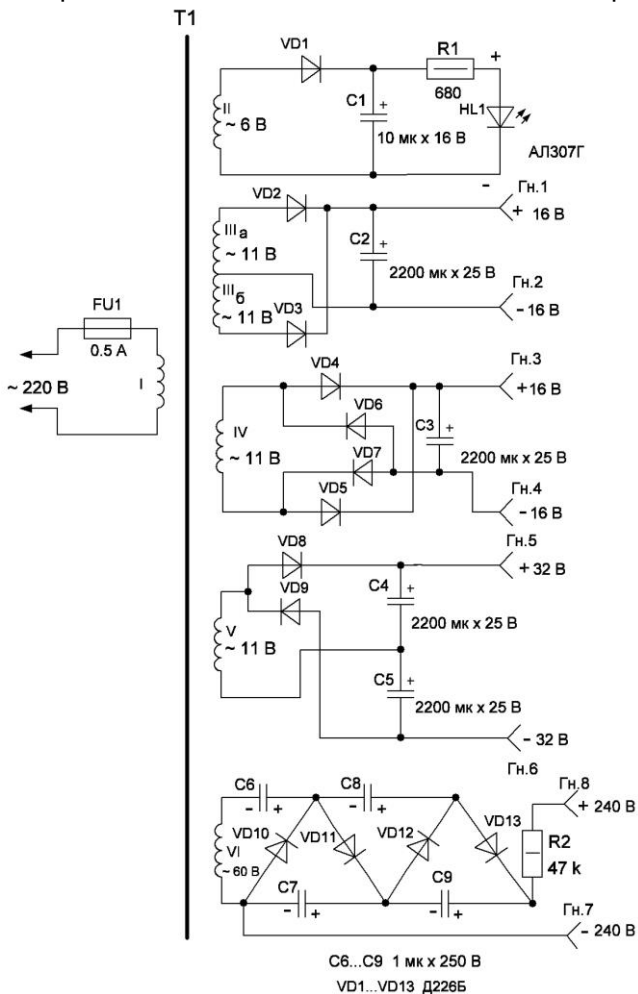 T1
VD1
R1
+
680
II
~ 6 В
C1
+
10 мк х 16 В
HL1
АЛ307Г
-
VD2
Гн.1
+ 16 В
III а
~ 11 В
C2
+
2200 мк х 25 В
III б
~ 11 В
VD3
Гн.2
- 16 В
FU1
0.5 А
~ 220 В
I
VD4
Гн.3
+16 В
VD6
IV
~ 11 В
C3
+
VD7
2200 мк х 25 В
VD5
Гн.4
- 16 В
VD8
Гн.5
+ 32 В
VD9
C4
+
2200 мк х 25 В
V
~ 11 В
C5
+
2200 мк х 25 В
- 32 В
Гн.6
C6
- +
C8
- +
Гн.8
+ 240 В
VD10
VD11
VD12
VD13
R2
47 k
VI
~ 60 В
C7
- +
C9
- +
Гн.7
- 240 В
C6...C9 1 мк х 250 В
VD1...VD13 Д226Б